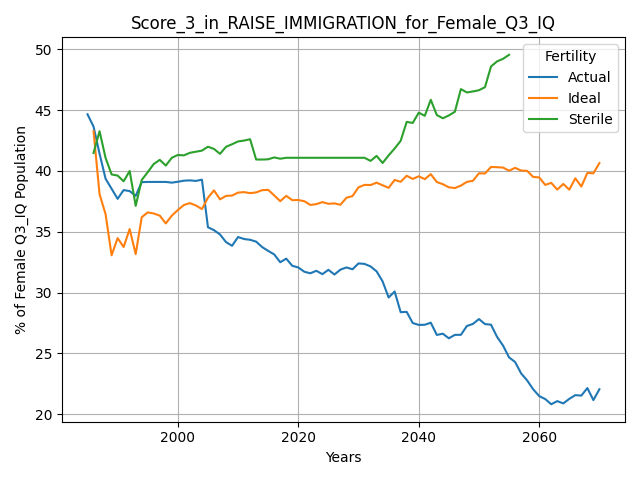 Score_3_in_RAISE_IMMIGRATION_for_Female_Q3_IQ
% of Female Q3_IQ Population
50
45
40
35
30
25
20
Fertility
Actual
Ideal
Sterile
2000
2020
2040
2060
Years